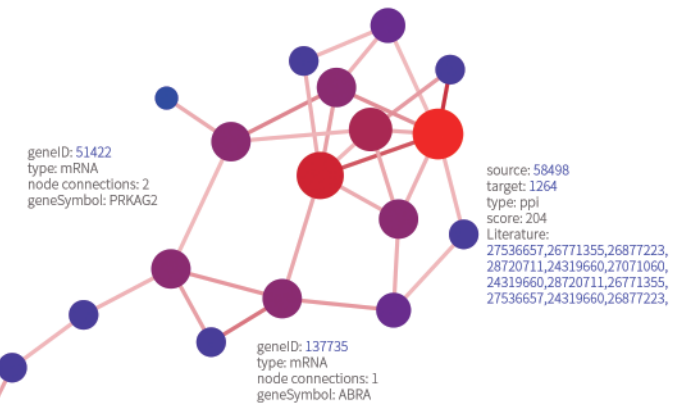 geneID: 51422
type: mRNA
node connections: 2
geneSymbol: PRKAG2
source: 58498
target: 1264
type: ppi
score: 204
Literature:
27536657,26771355,26877223,
28720711,24319660,27071060,
24319660,28720711,26771355,
27536657,24319660,26877223,
geneID: 137735
type: mRNA
node connections: 1
geneSymbol: ABRA